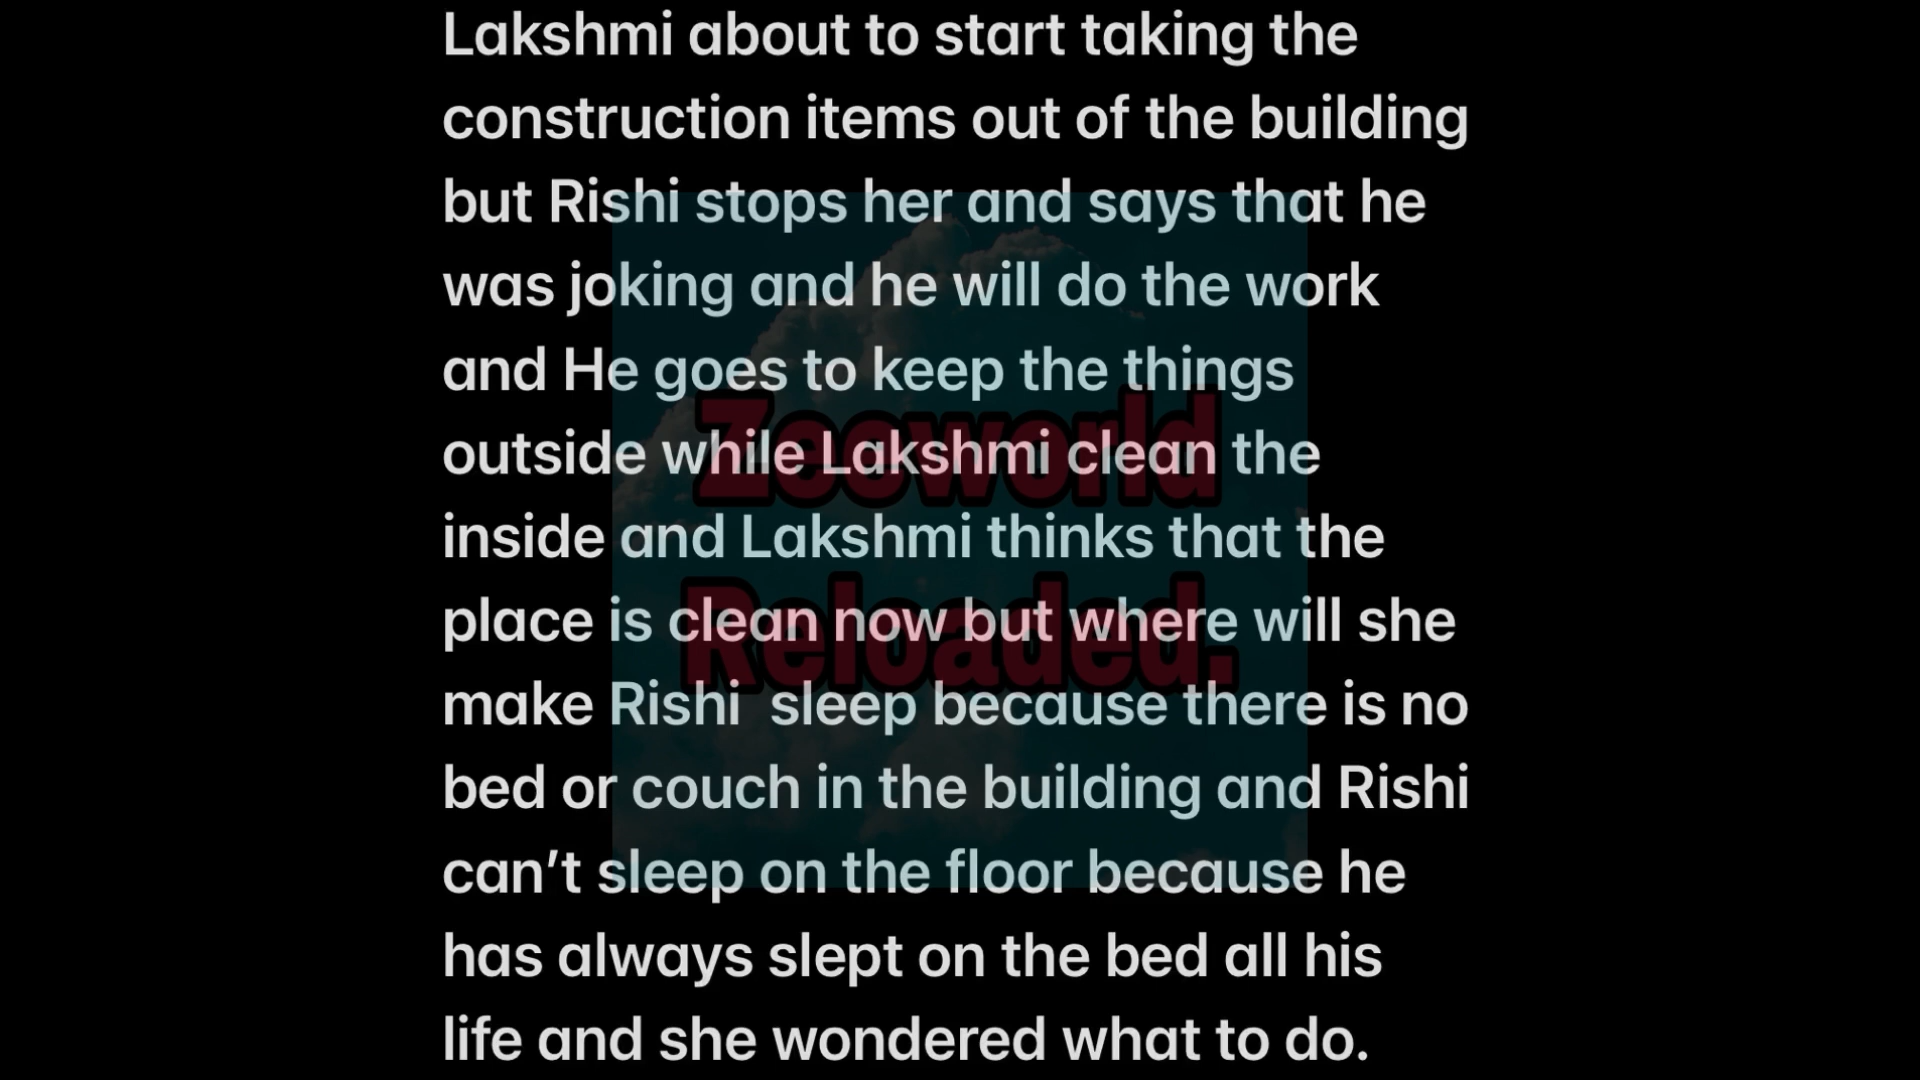 Lakshmi about to start taking the
construction items out of the building
but Rishi stops her and says that he
was joking and he will do the work
and He goes to keep the things
outside while Lakshmi clean the
inside and Lakshmi thinks that the
place is clean now but where will she
make Rishi  sleep because there is no
bed or couch in the building and Rishi
can’t sleep on the floor because he
has always slept on the bed all his
life and she wondered what to do.
Zeeworld
Reloaded.